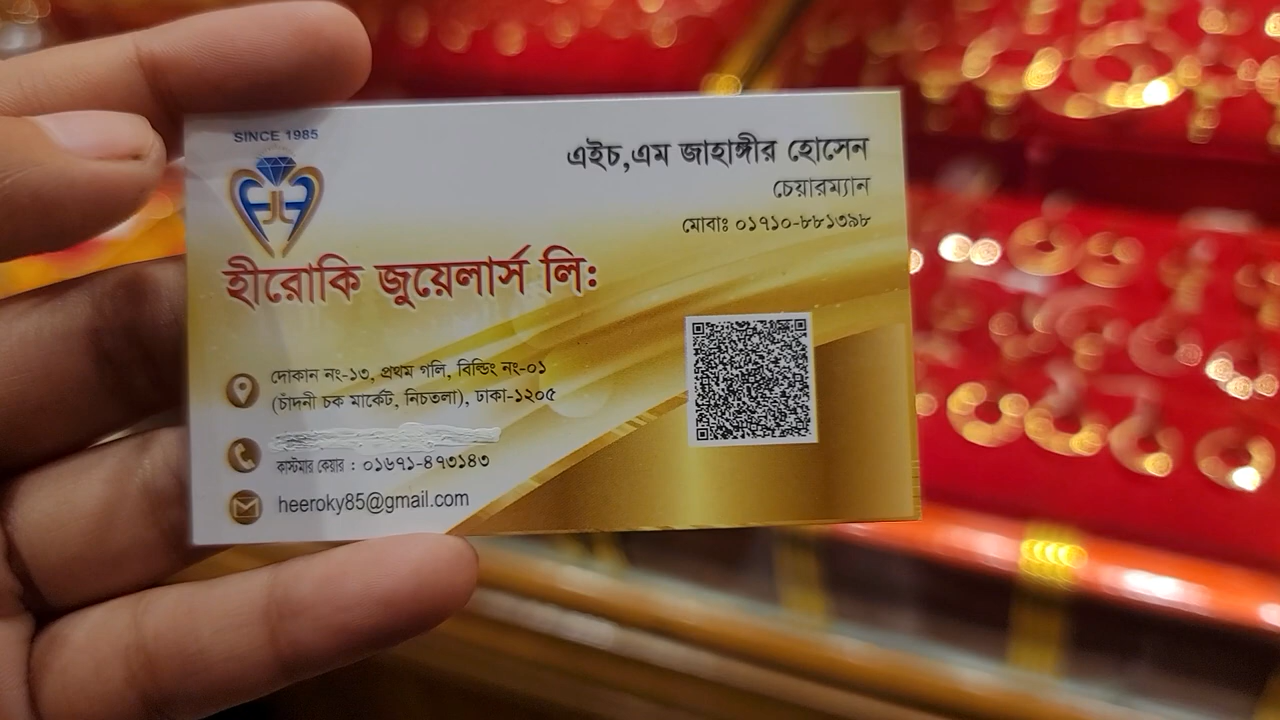 SINCE 1985
এইচ,এম জাহাঙ্গীর হোসেন
চেয়ারম্যান
মোবাঃ ০১৭১০-৮৮১৩৯৮
হীরোকি জুয়েলার্স লি:
দোকান নং-১৩, প্রথম গলি, বিল্ডিং নং-০১
(চাঁদনী চক মার্কেট, নিচতলা), ঢাকা-১২০৫
কাস্টমার কেয়ার : ০১৬৭১-৪৭৩১৪৩
heeroky85@gmail.com